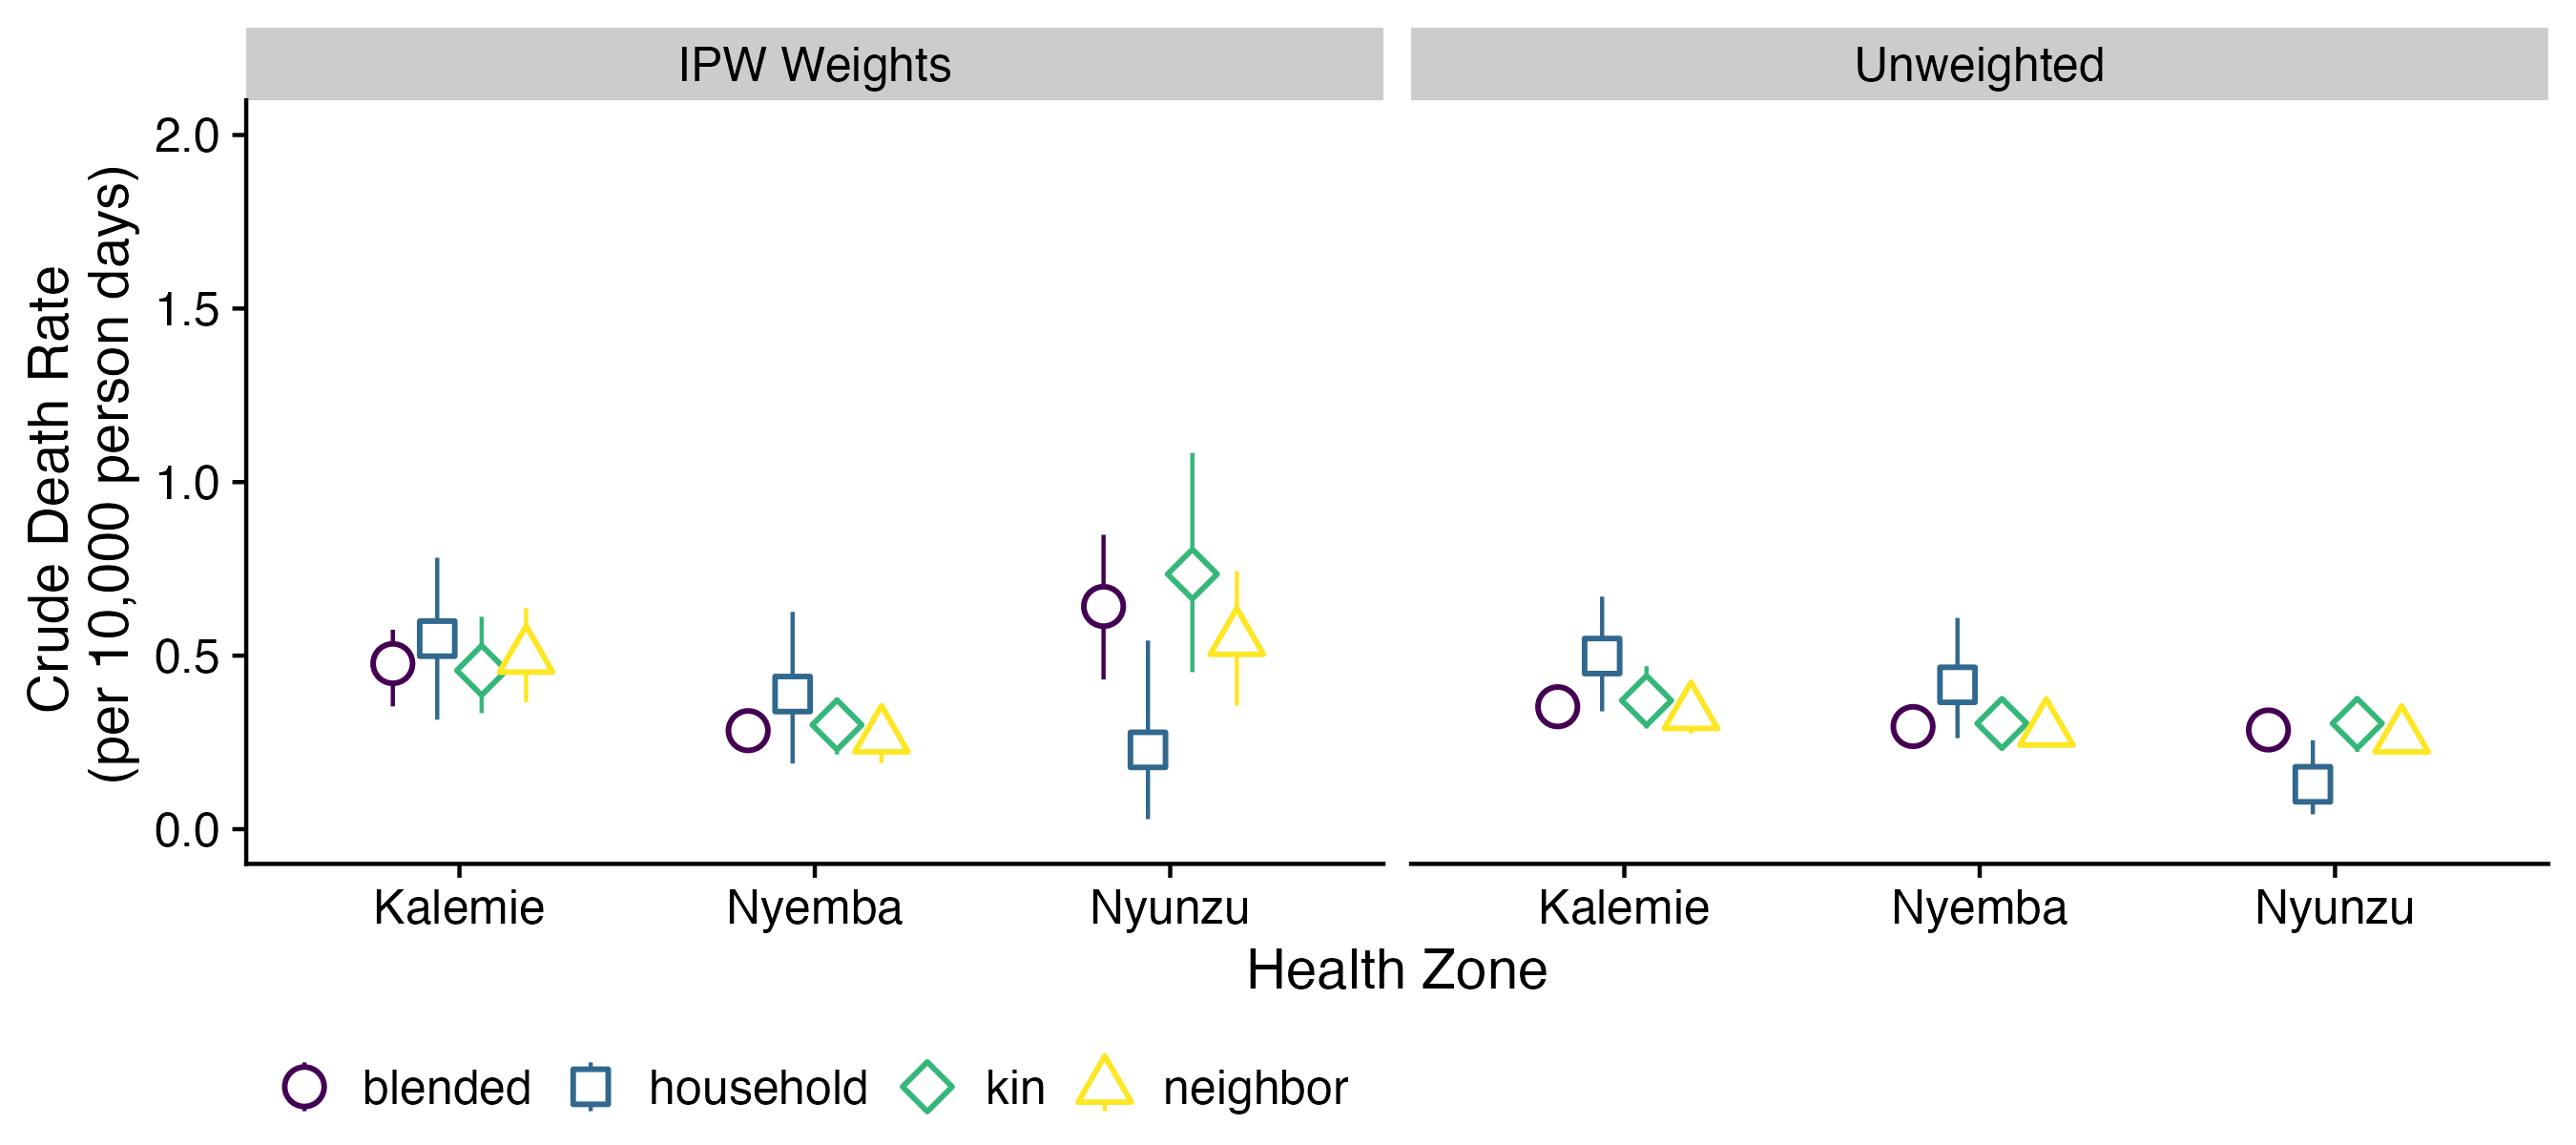 IPW Weights
Unweighted
Crude Death Rate
(per 10,000 person days)
2.0
1.5
1.0
0.5
0.0
Kalemie
Nyemba
Nyunzu
Kalemie
Nyemba
Nyunzu
Health Zone
blended
household
kin
neighbor